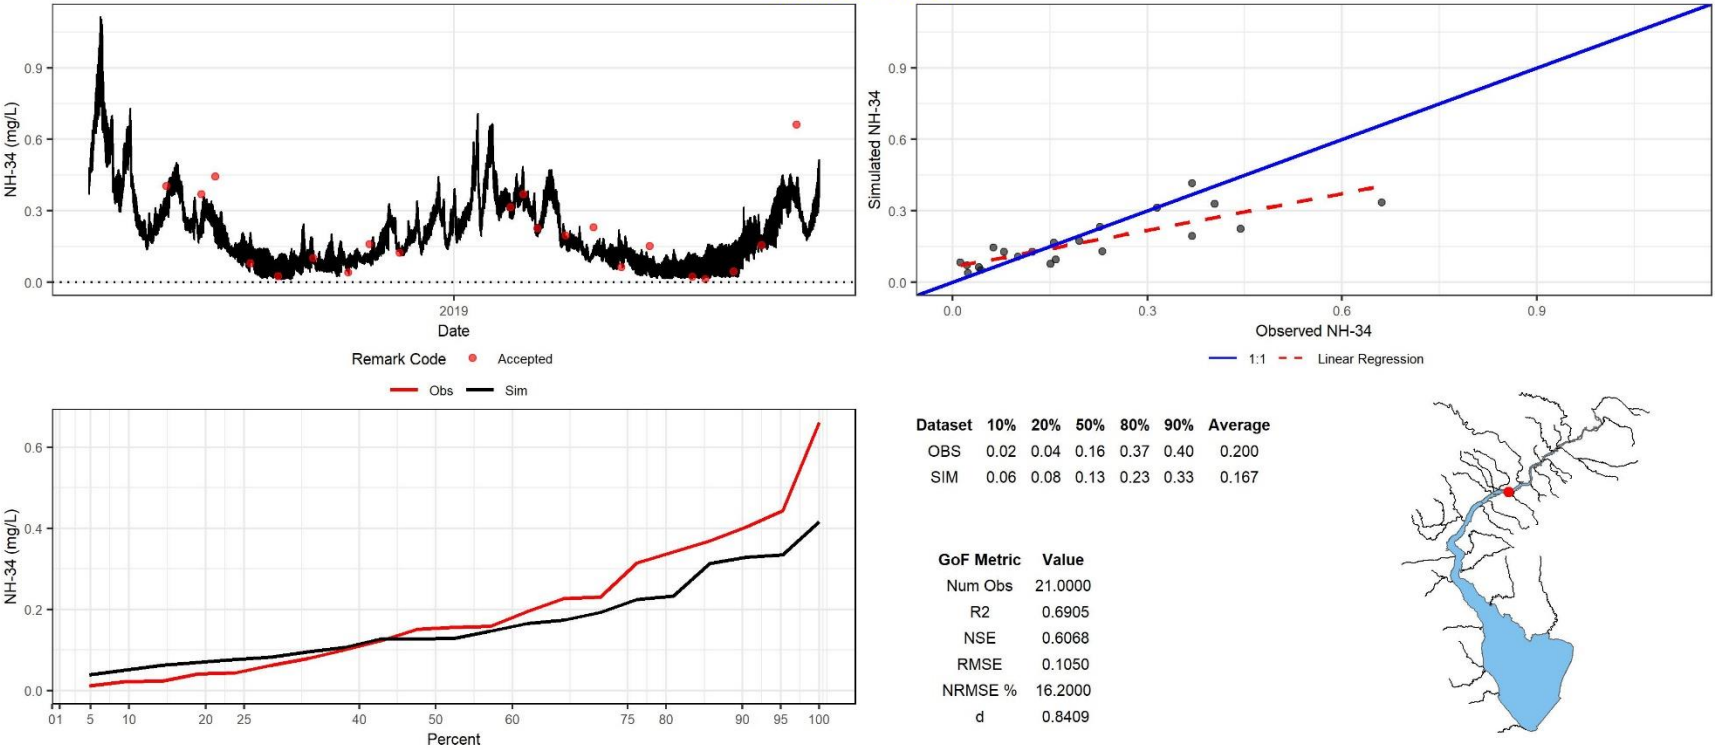 NH-34 (mg/L)
0.9
0.6
0.3
0.0
2019
Date
Remark Code Accepted
Simulated NH-34
0.9
0.6
0.3
0.0
0.0 0.3 0.6 0.9
Observed NH-34
1:1 Linear Regression
Obs Sim
NH-34 (mg/L)
0.6
0.4
0.2
0.0
0 1 5 10 20 25 40 50 60 75 80 90 95 100
Percent
Dataset 10% 20% 50% 80% 90% Average
OBS 0.02 0.04 0.16 0.37 0.40 0.200
SIM 0.06 0.08 0.13 0.23 0.33 0.167
GoF Metric Value
Num Obs 21.0000
R2 0.6905
NSE 0.6068
RMSE 0.1050
NRMSE % 16.2000
d 0.8409